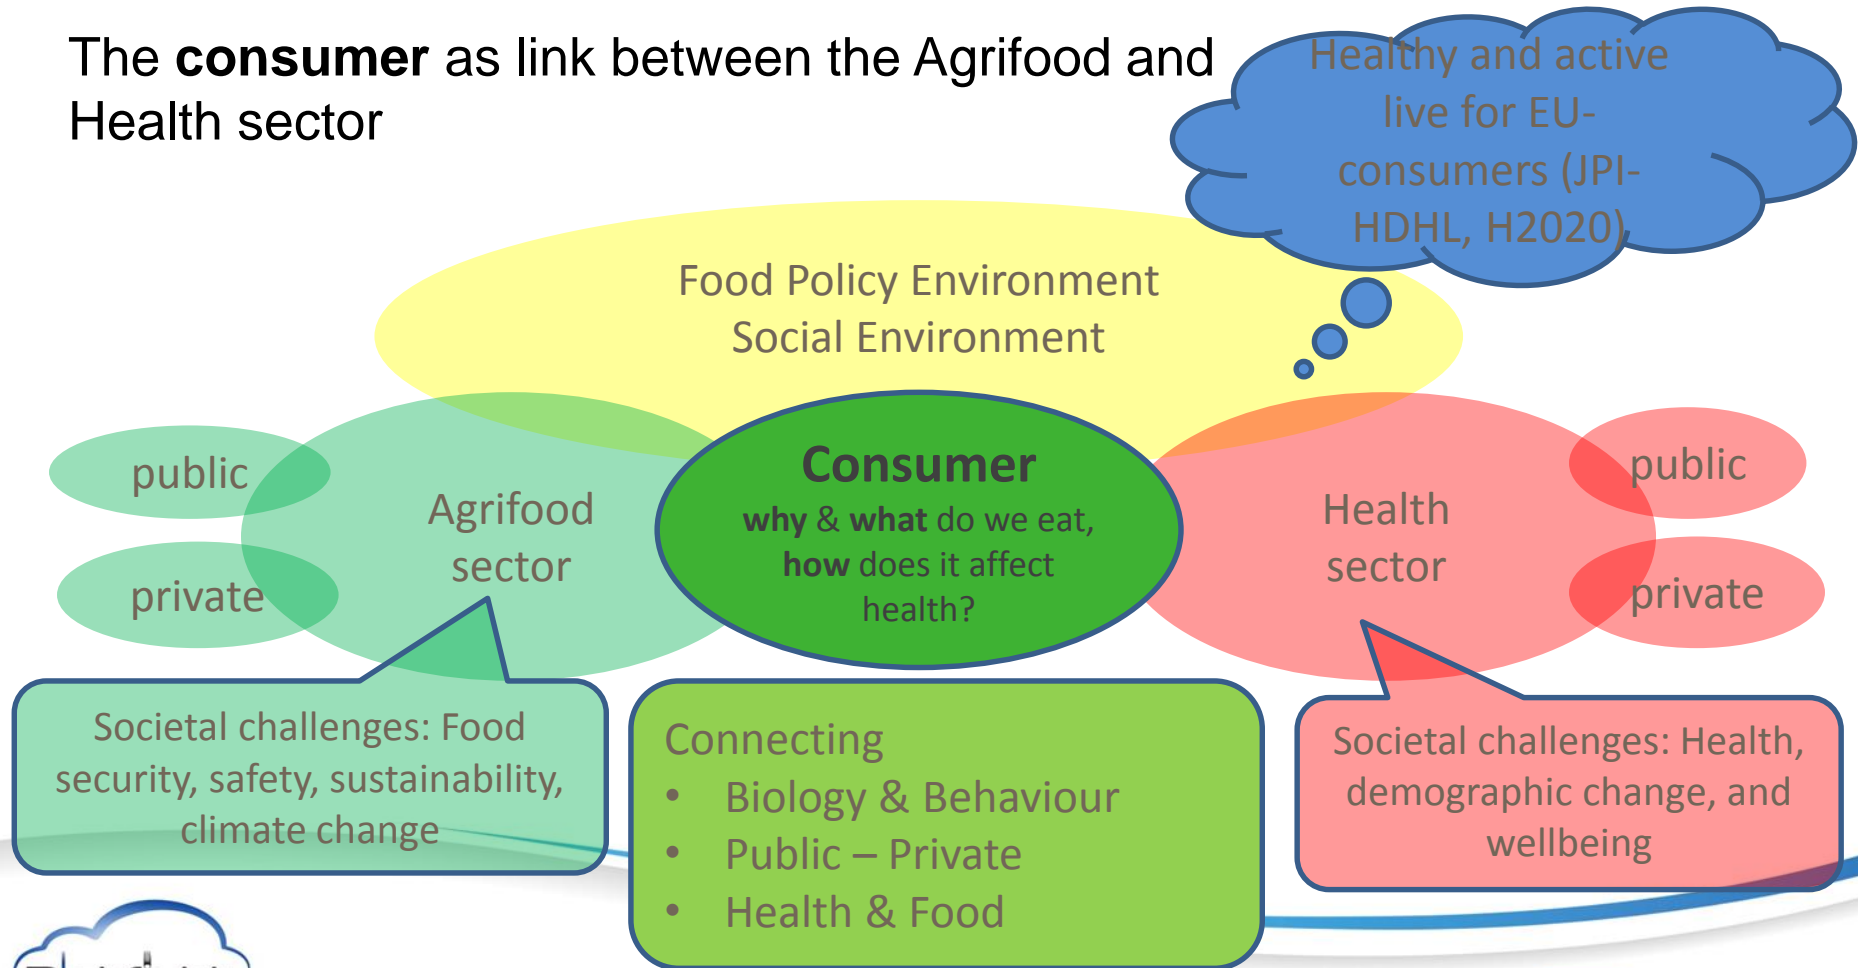 The consumer as link between the Agrifood and
Health sector
Healthy and active
live for EU-
consumers (JPI-
HDHL, H2020)
Food Policy Environment
Social Environment
public
private
Agrifood
sector
Consumer
why & what do we eat,
how does it affect
health?
Health
sector
public
private
Societal challenges: Food
security, safety, sustainability,
climate change
Connecting
• Biology & Behaviour
• Public – Private
• Health & Food
Societal challenges: Health,
demographic change, and
wellbeing